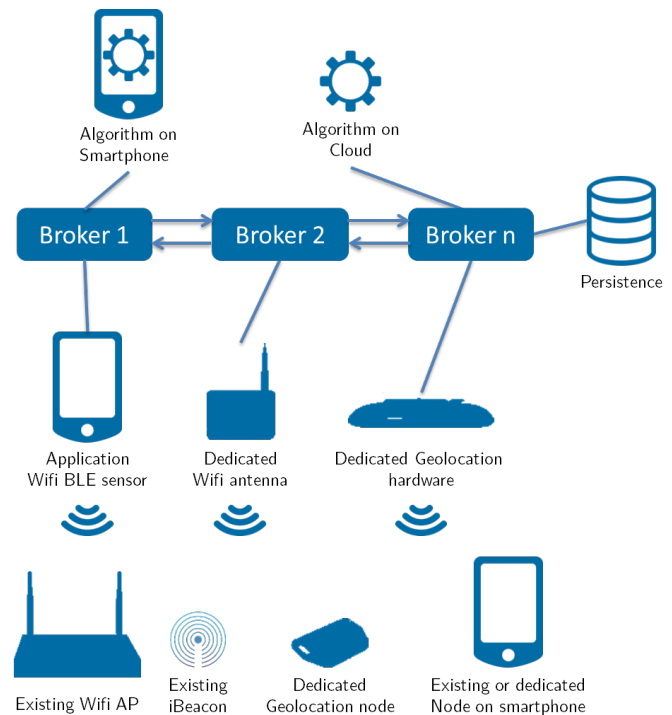 Algorithm on
Smartphone
Algorithm on
Cloud
Broker 1
Broker 2
Broker n
Persistence
Application
Wifi BLE sensor
Dedicated
Wifi antenna
Dedicated Geolocation
hardware
Existing Wifi AP
Existing
iBeacon
Dedicated
Geolocation node
Existing or dedicated
Node on smartphone